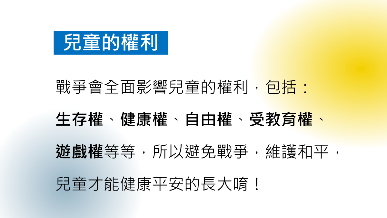 兒童的權利
戰爭會全面影響兒童的權利，包括：
生存權、健康權、自由權、受教育權、
遊戲權等等，所以避免戰爭，維護和平，
兒童才能健康平安的長大唷！